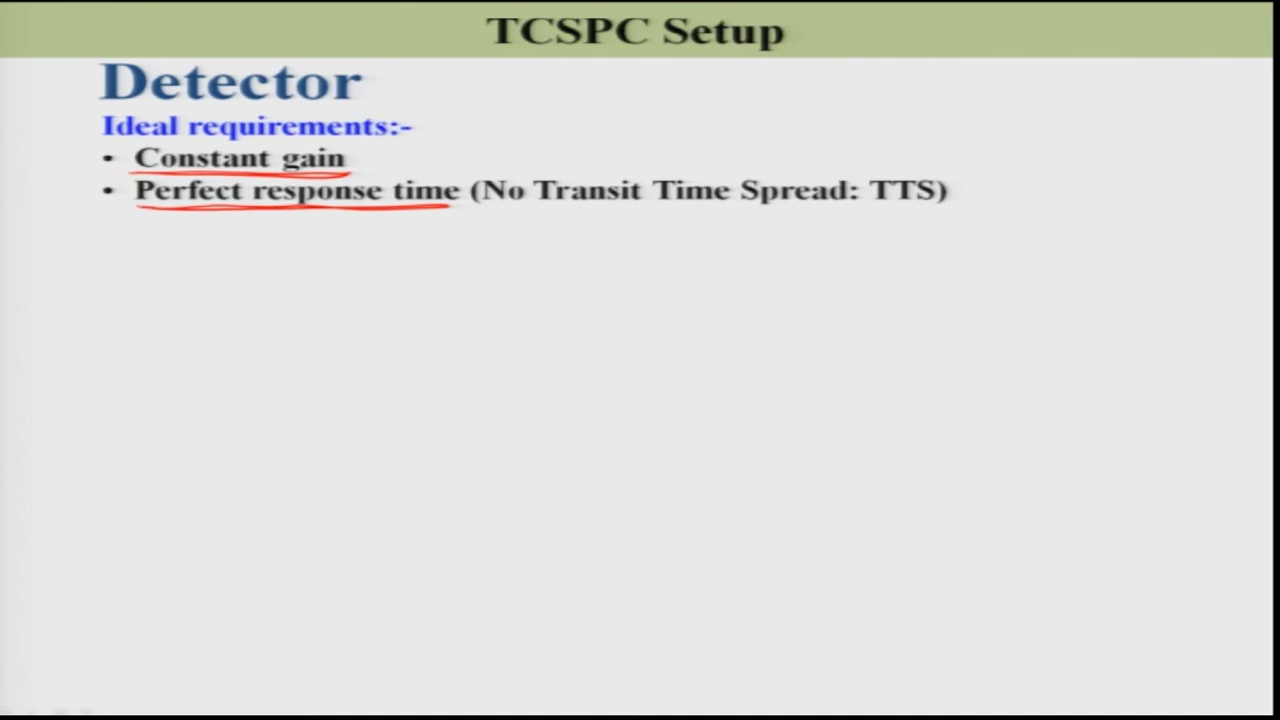 TCSPC Setup
Detector
Ideal requirements:-
• Constant gain
• Perfect response time (No Transit Time Spread: TTS)